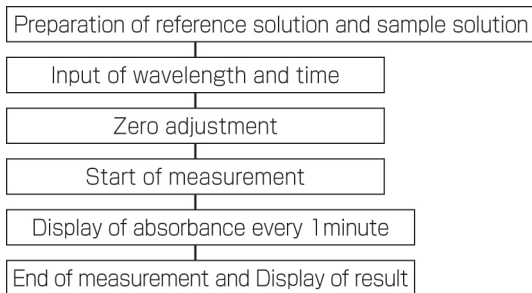 Preparation of reference solution and sample solution
Input of wavelength and time
Zero adjustment
Start of measurement
Display of absorbance every 1minute
End of measurement and Display of result